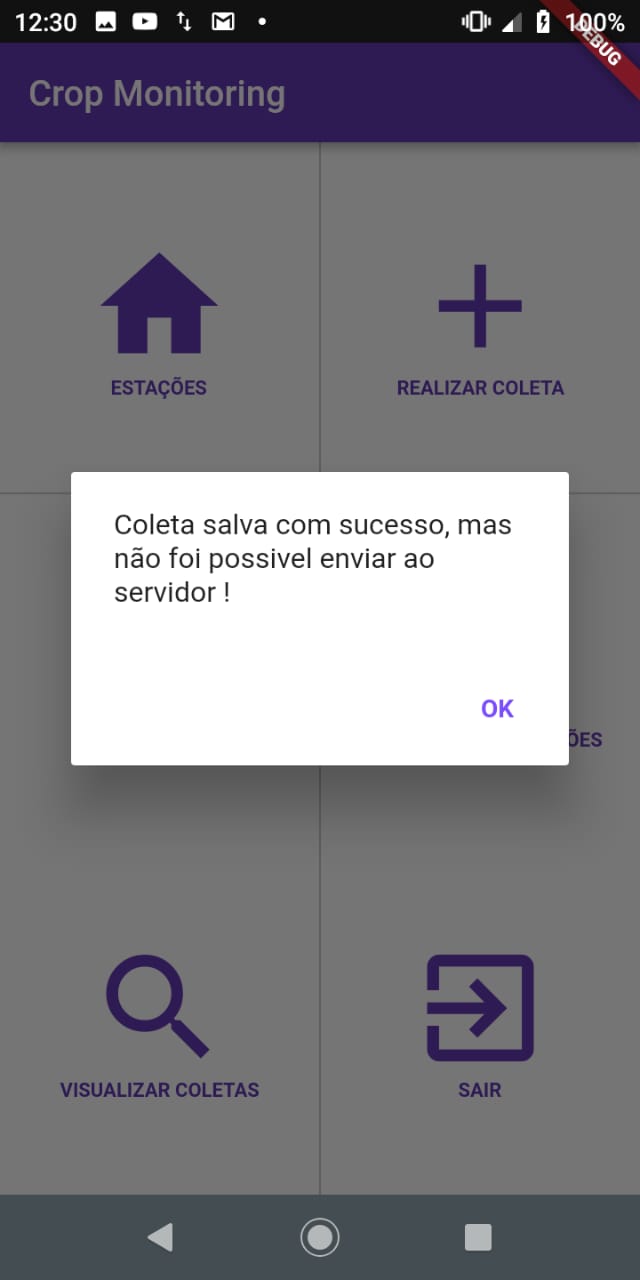 12:30
100%
DEBUG
Crop Monitoring
ESTAÇÕES
REALIZAR COLETA
Coleta salva com sucesso, mas
não foi possivel enviar ao
servidor !
OK
ÕES
VISUALIZAR COLETAS
SAIR